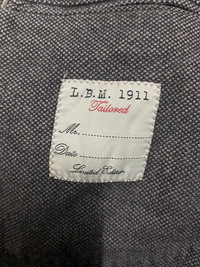 L.B.M. 1911
Tailored
Mr. ....................
Date ....................
Limited Edition